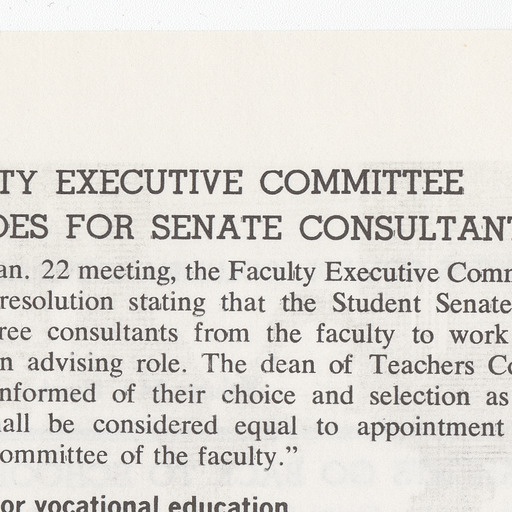 TY EXECUTIVE COMMITTEE
DES FOR SENATE CONSULTANT
an. 22 meeting, the Faculty Executive Comm
resolution stating that the Student Senate
ree consultants from the faculty to work
n advising role. The dean of Teachers Co
nformed of their choice and selection as
all be considered equal to appointment
ommittee of the faculty.”
or vocational education